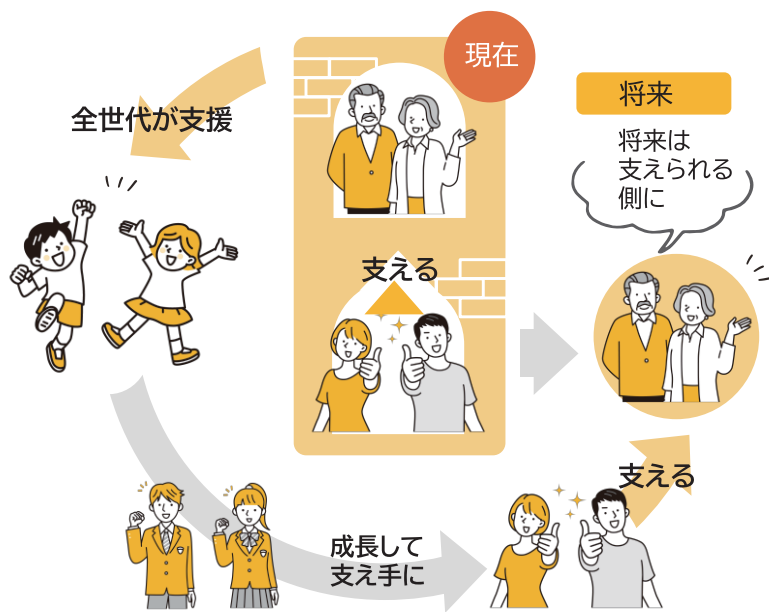 現在
全世代が支援
支える
将来
将来は
支えられる
側に
支える
成長して
支え手に